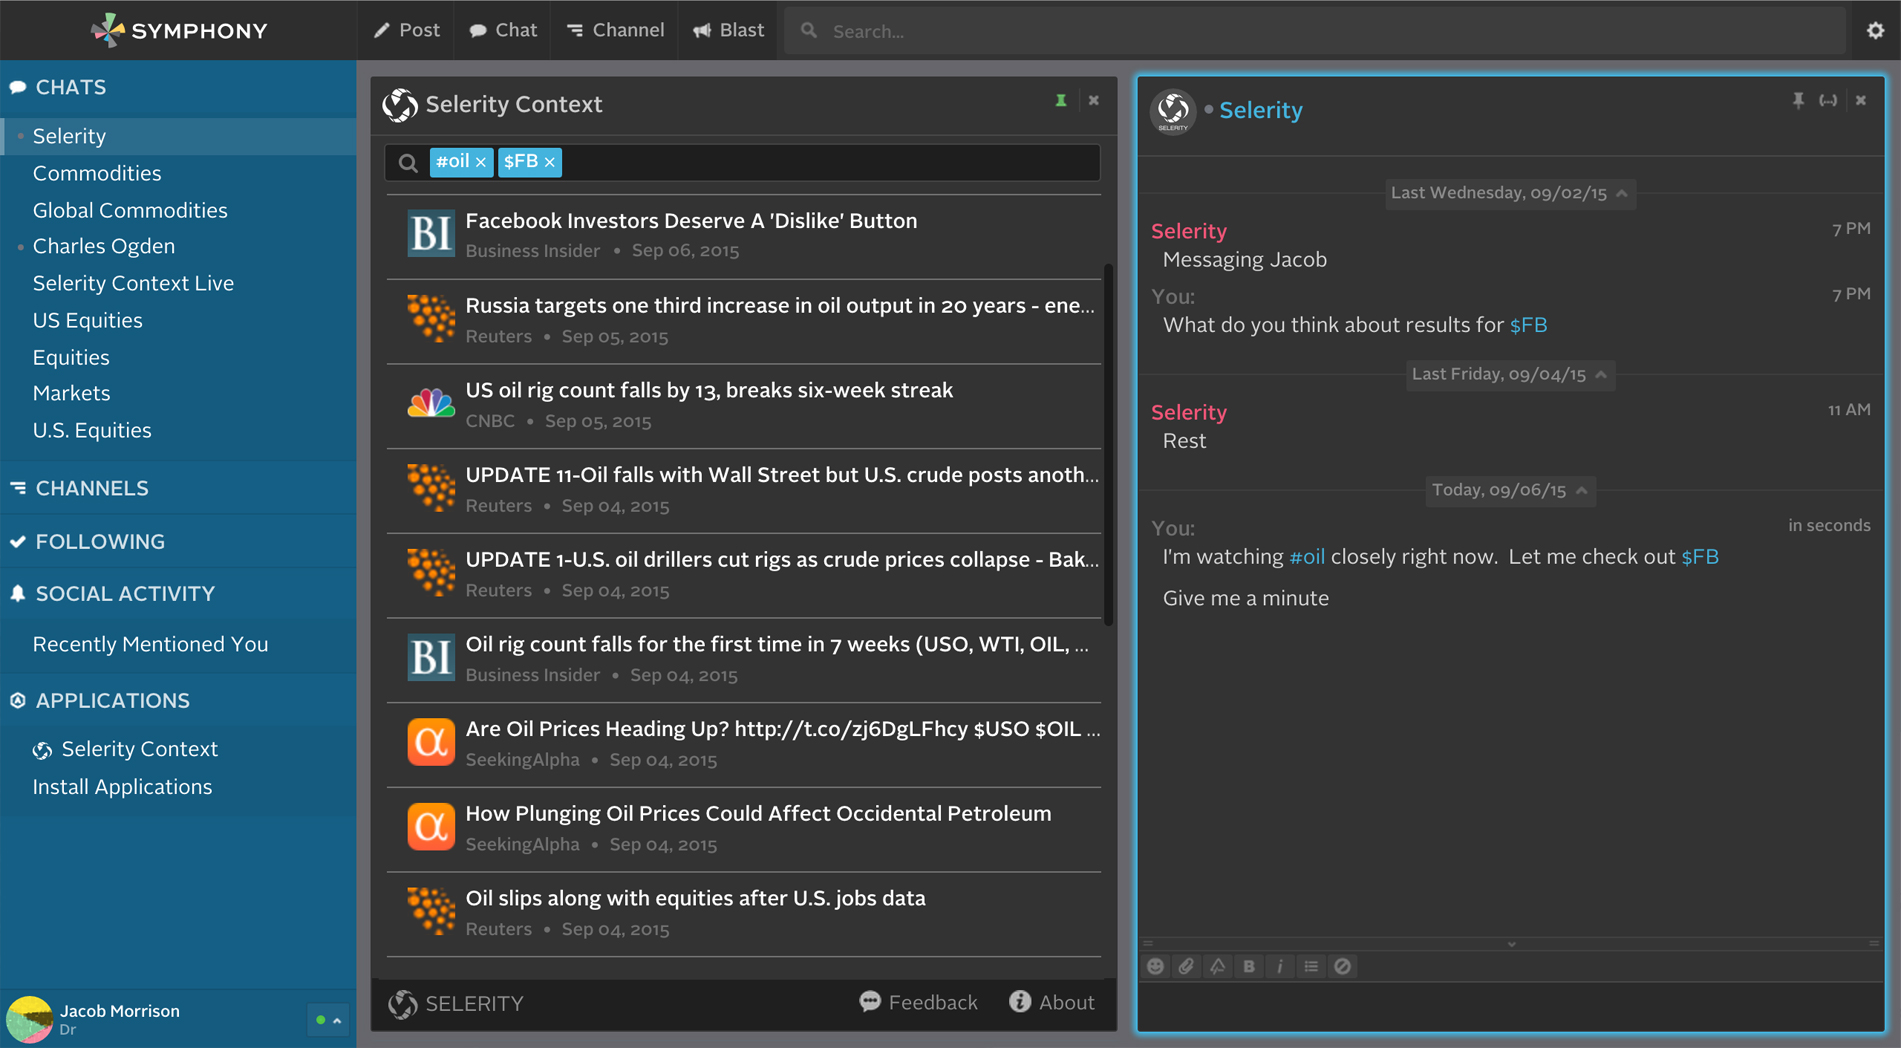 SYMPHONY
Post
Chat
Channel
Blast
Search...
CHATS
Selerity
Commodities
Global Commodities
Charles Ogden
Selerity Context Live
US Equities
Equities
Markets
U.S. Equities
CHANNELS
FOLLOWING
SOCIAL ACTIVITY
Recently Mentioned You
APPLICATIONS
Selerity Context
Install Applications
Jacob Morrison
Dr
Selerity Context
#oil × $FB ×
BI
Facebook Investors Deserve A 'Dislike' Button
Business Insider • Sep 06, 2015
Russia targets one third increase in oil output in 20 years - ene...
Reuters • Sep 05, 2015
US oil rig count falls by 13, breaks six-week streak
CNBC • Sep 05, 2015
UPDATE 11-Oil falls with Wall Street but U.S. crude posts anoth...
Reuters • Sep 04, 2015
UPDATE 1-U.S. oil drillers cut rigs as crude prices collapse - Bak...
Reuters • Sep 04, 2015
BI
Oil rig count falls for the first time in 7 weeks (USO, WTI, OIL, ...
Business Insider • Sep 04, 2015
α
Are Oil Prices Heading Up? http://t.co/zj6DgLFhcy $USO $OIL ...
SeekingAlpha • Sep 04, 2015
α
How Plunging Oil Prices Could Affect Occidental Petroleum
SeekingAlpha • Sep 04, 2015
Oil slips along with equities after U.S. jobs data
Reuters • Sep 04, 2015
SELERITY
Feedback
About
SELERITY
• Selerity
Last Wednesday, 09/02/15
Selerity 7 PM
Messaging Jacob
You: 7 PM
What do you think about results for $FB
Last Friday, 09/04/15
Selerity 11 AM
Rest
Today, 09/06/15
You: in seconds
I'm watching #oil closely right now. Let me check out $FB
Give me a minute
B
i